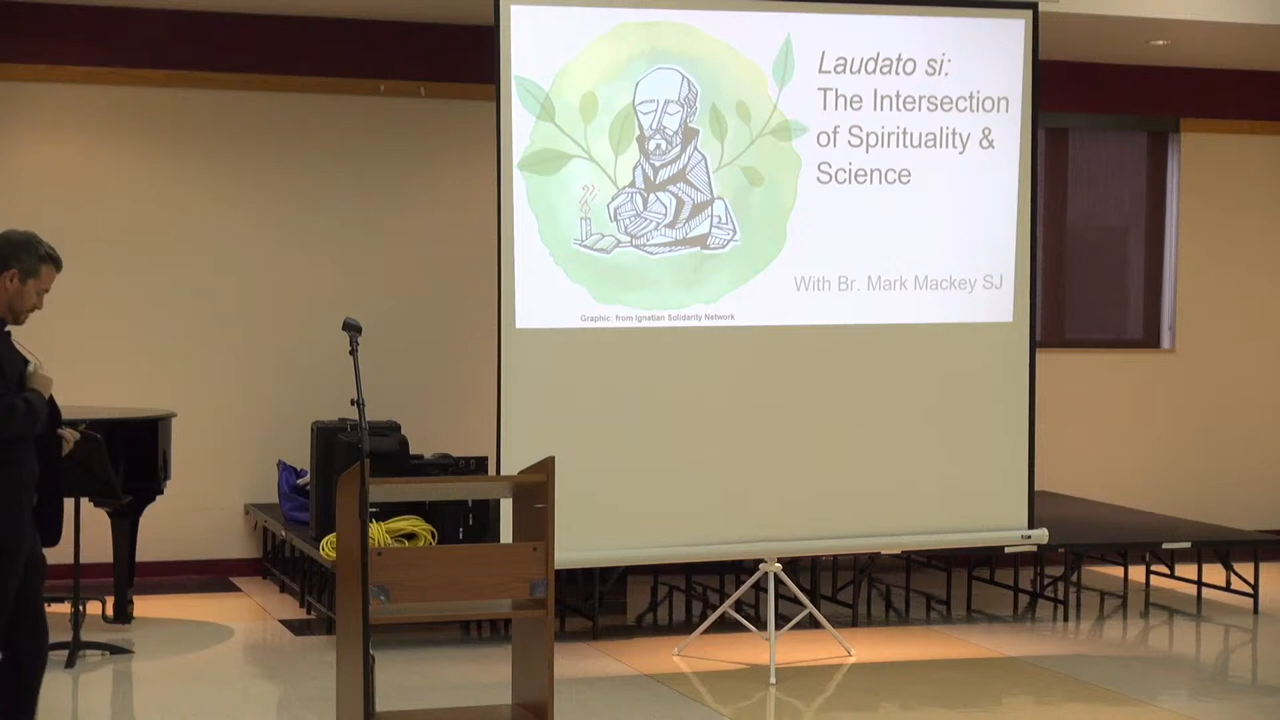 Laudato si:
The Intersection
of Spirituality &
Science
With Br. Mark Mackey SJ
Graphic: from Ignatian Solidarity Network